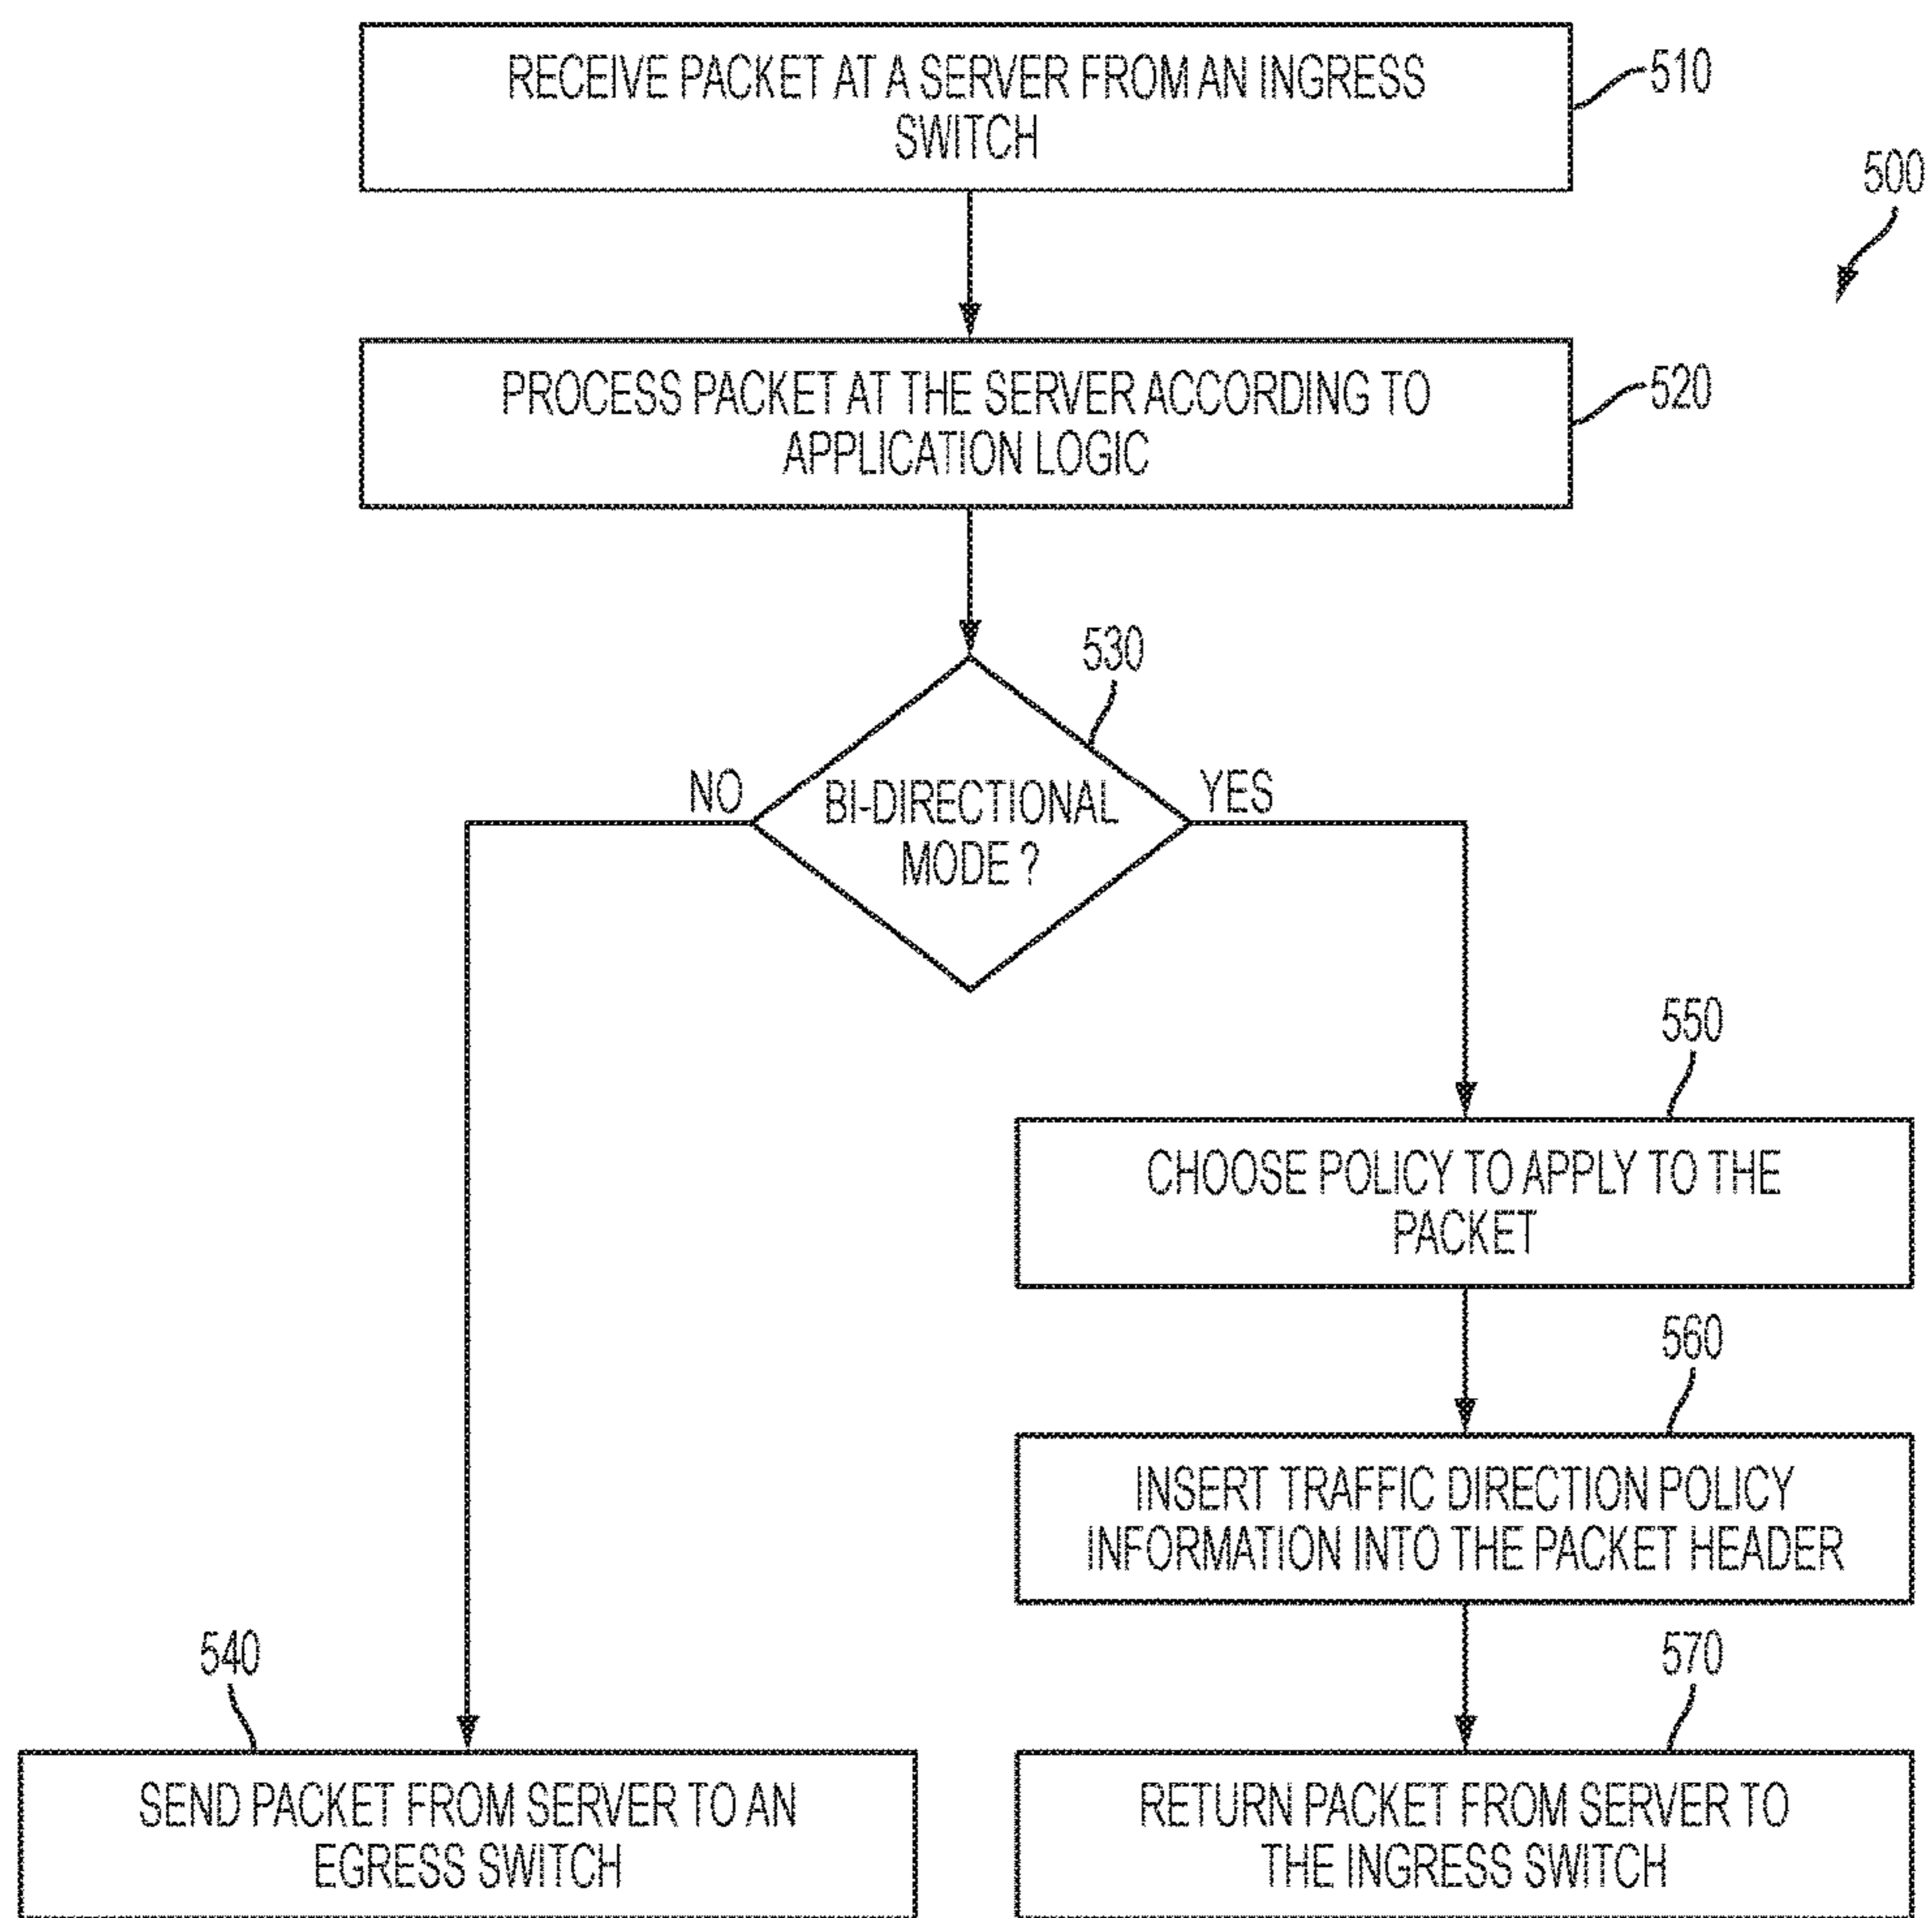 RECEIVE PACKET AT A SERVER FROM AN INGRESS
SWITCH
510
500
PROCESS PACKET AT THE SERVER ACCORDING TO
APPLICATION LOGIC
520
530
NO
BI-DIRECTIONAL
MODE ?
YES
550
CHOOSE POLICY TO APPLY TO THE
PACKET
560
INSERT TRAFFIC DIRECTION POLICY
INFORMATION INTO THE PACKET HEADER
540
SEND PACKET FROM SERVER TO AN
EGRESS SWITCH
570
RETURN PACKET FROM SERVER TO
THE INGRESS SWITCH